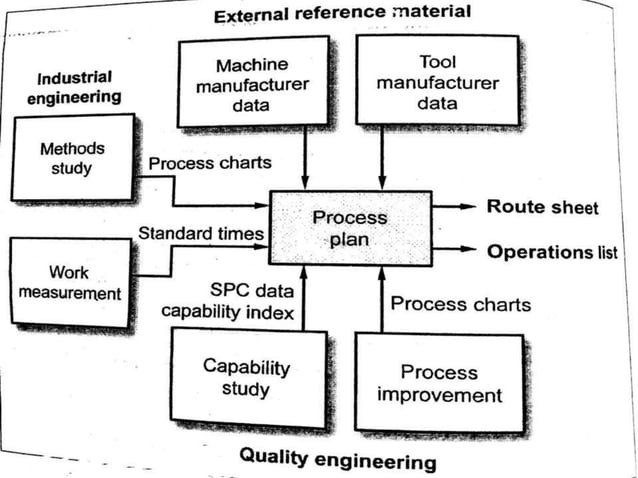 External reference material
Machine
manufacturer
data
Tool
manufacturer
data
Industrial
engineering
Methods
study
Process charts
Standard times
Work
measurement
Process
plan
Route sheet
Operations list
SPC data
capability index
Process charts
Capability
study
Process
improvement
Quality engineering